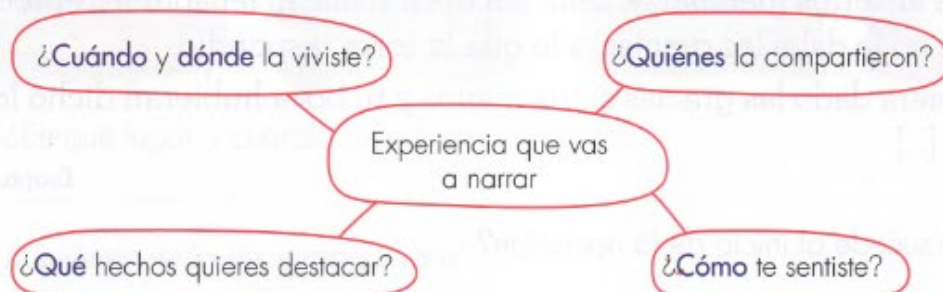 ¿Cuándo y dónde la viviste?
¿Quiénes la compartieron?
Experiencia que vas
a narrar
¿Qué hechos quieres destacar?
¿Cómo te sentiste?